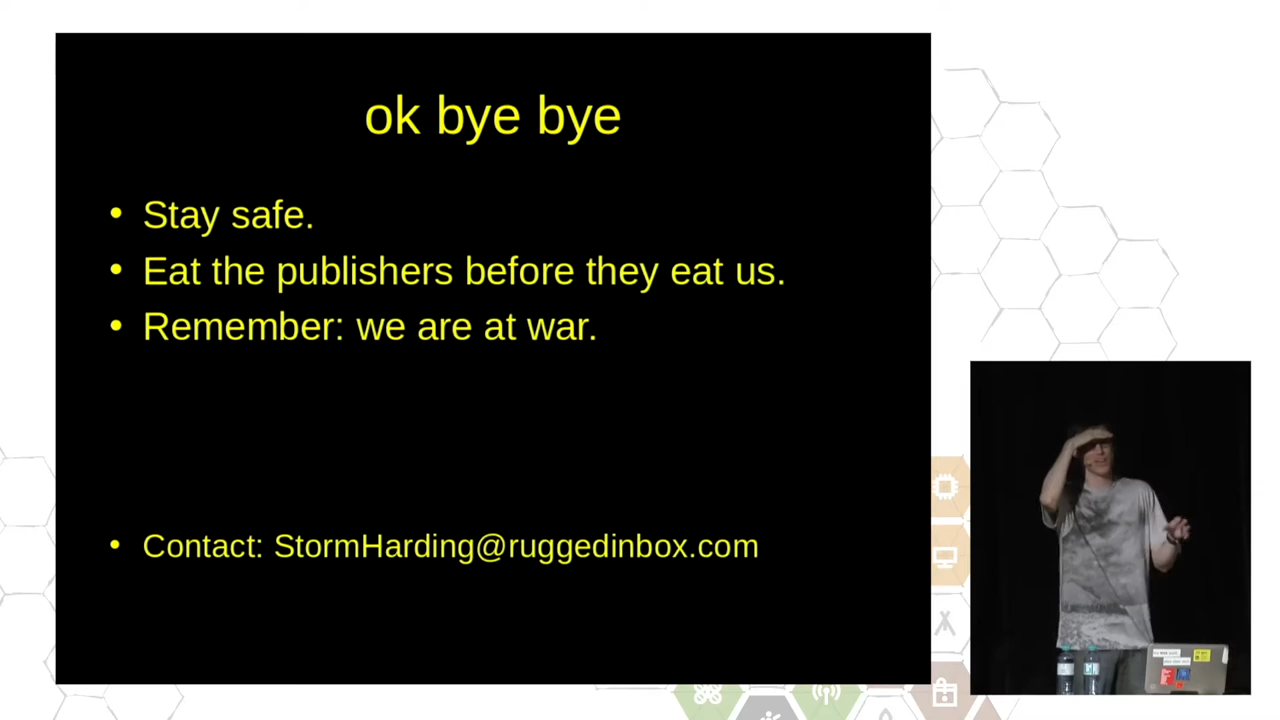 ok bye bye
• Stay safe.
• Eat the publishers before they eat us.
• Remember: we are at war.
• Contact: StormHarding@ruggedinbox.com